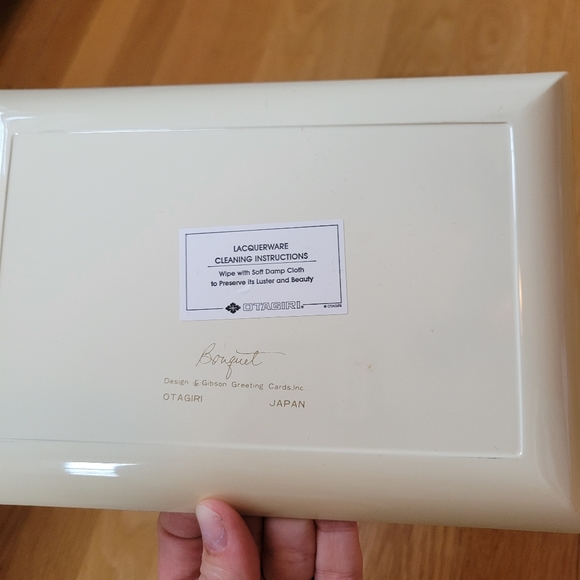 LACQUERWARE
CLEANING INSTRUCTIONS
Wipe with Soft Damp Cloth
to Preserve its Luster and Beauty
OTAGIRI ® © OTAGIRI
Bouquet
Design © Gibson Greeting Cards,Inc
OTAGIRI JAPAN